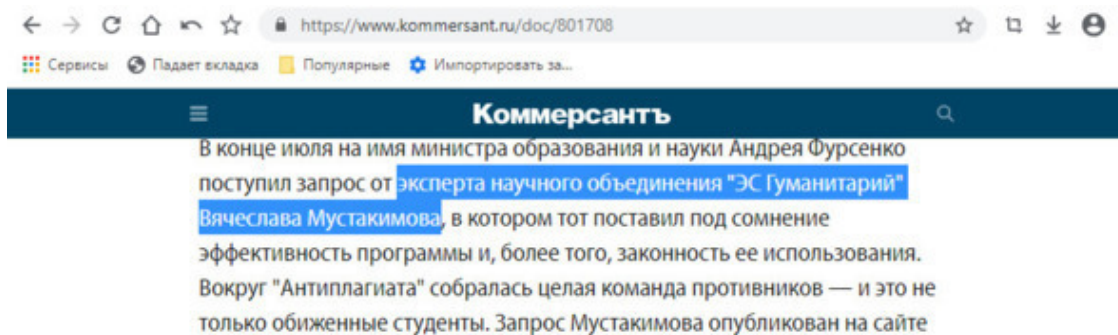 https://www.kommersant.ru/doc/801708
Сервисы Падает вкладка Популярные Импортировать за...
Коммерсантъ
В конце июля на имя министра образования и науки Андрея Фурсенко
поступил запрос от эксперта научного объединения "ЭС Гуманитарий"
Вячеслава Мустакимова, в котором тот поставил под сомнение
эффективность программы и, более того, законность ее использования.
Вокруг "Антиплагиата" собралась целая команда противников — и это не
только обиженные студенты. Запрос Мустакимова опубликован на сайте